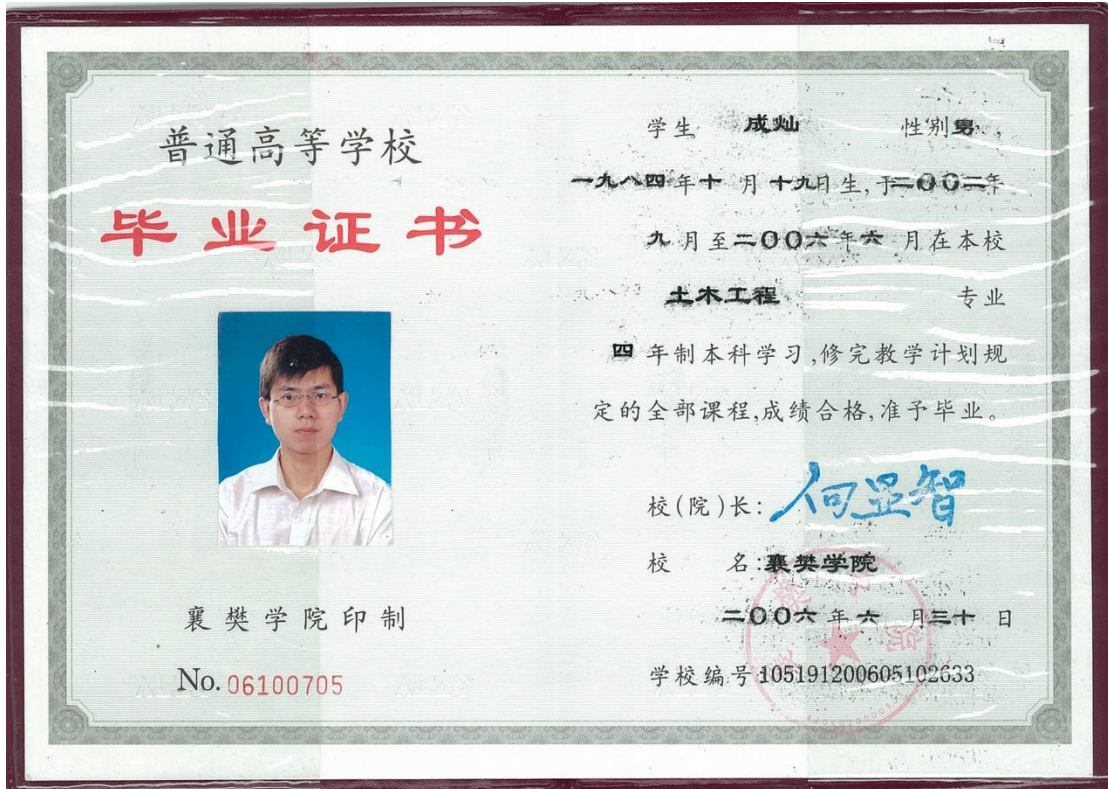 普通高等学校
毕业证书
襄樊学院印制
No. 06100705
学生 成灿 性别 男 ,
一九八四年十 月 十九日生,于二〇〇二年
九 月至二〇〇六年六 月在本校
土木工程 专业
四 年制本科学习,修完教学计划规
定的全部课程,成绩合格,准予毕业。
校(院)长: 何显智
校 名:襄樊学院
二〇〇六年六 月三十 日
学校编号 105191200605102633